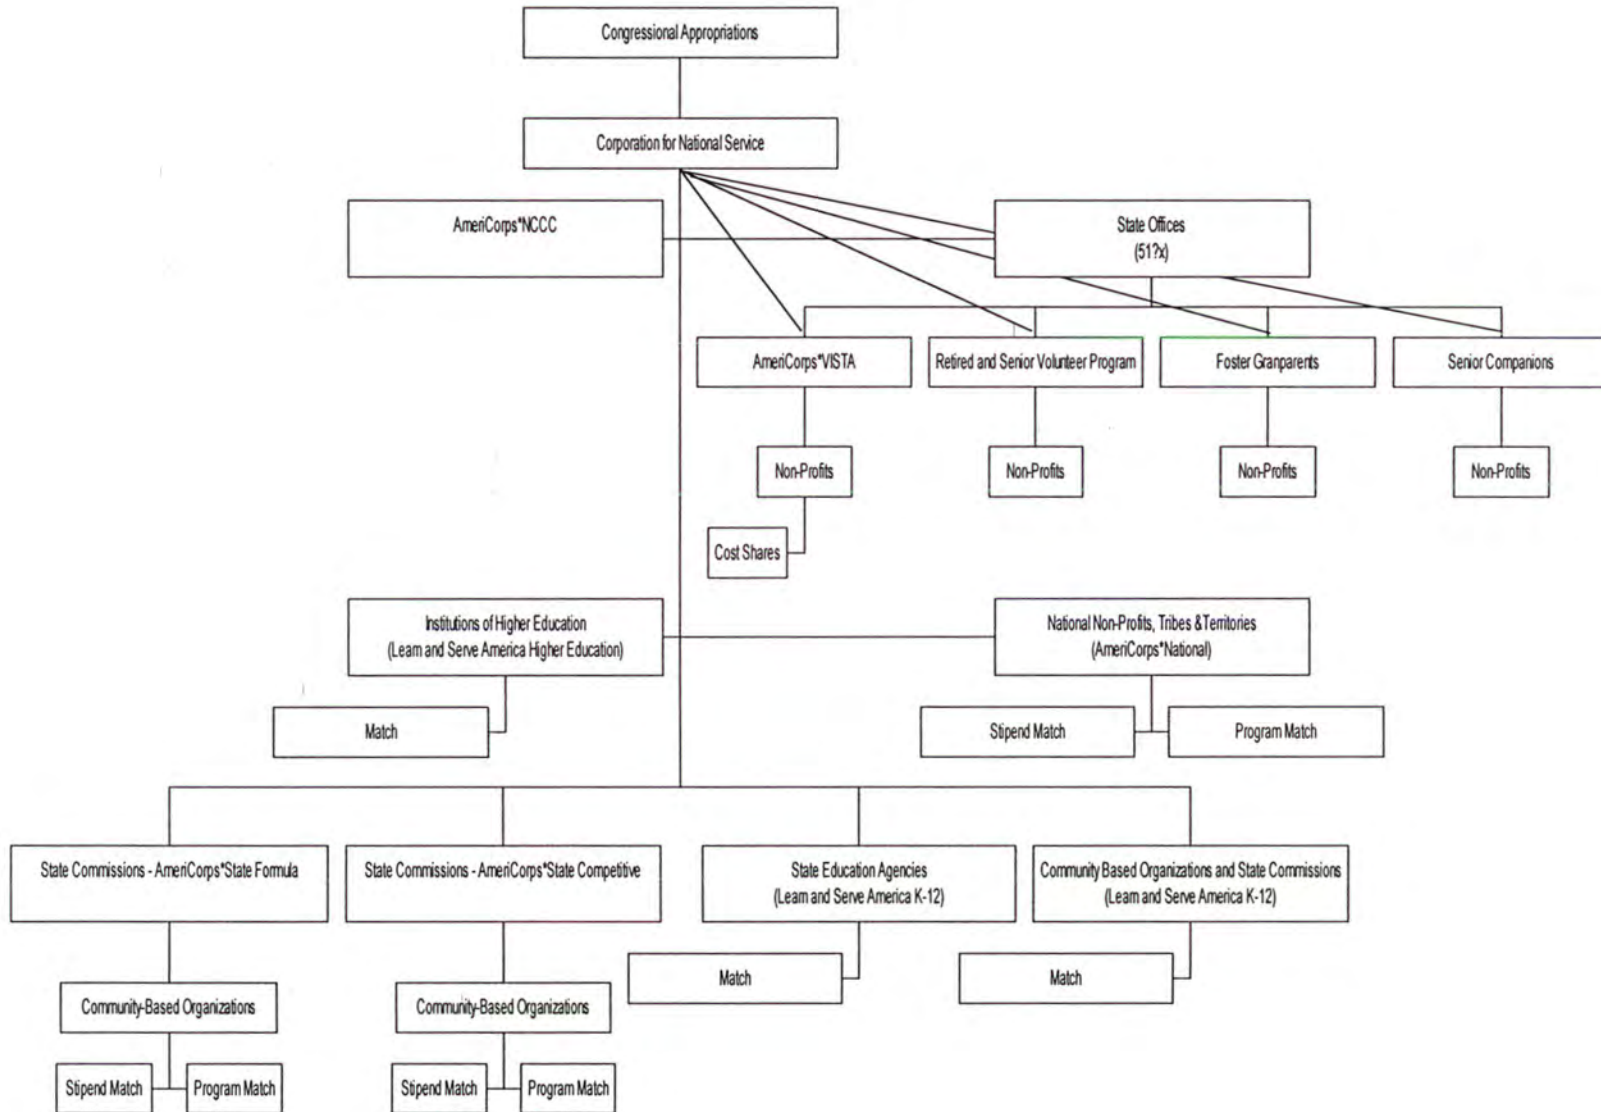 Congressional Appropriations
Corporation for National Service
AmeriCorps*NCCC
State Offices
(51?x)
AmeriCorps*VISTA
Retired and Senior Volunteer Program
Foster Granparents
Senior Companions
Non-Profits
Non-Profits
Non-Profits
Non-Profits
Cost Shares
Institutions of Higher Education
(Learn and Serve America Higher Education)
National Non-Profits, Tribes & Territories
(AmeriCorps*National)
Match
Stipend Match
Program Match
State Commissions - AmeriCorps*State Formula
State Commissions - AmeriCorps*State Competitive
State Education Agencies
(Learn and Serve America K-12)
Community Based Organizations and State Commissions
(Learn and Serve America K-12)
Match
Match
Community-Based Organizations
Community-Based Organizations
Stipend Match
Program Match
Stipend Match
Program Match